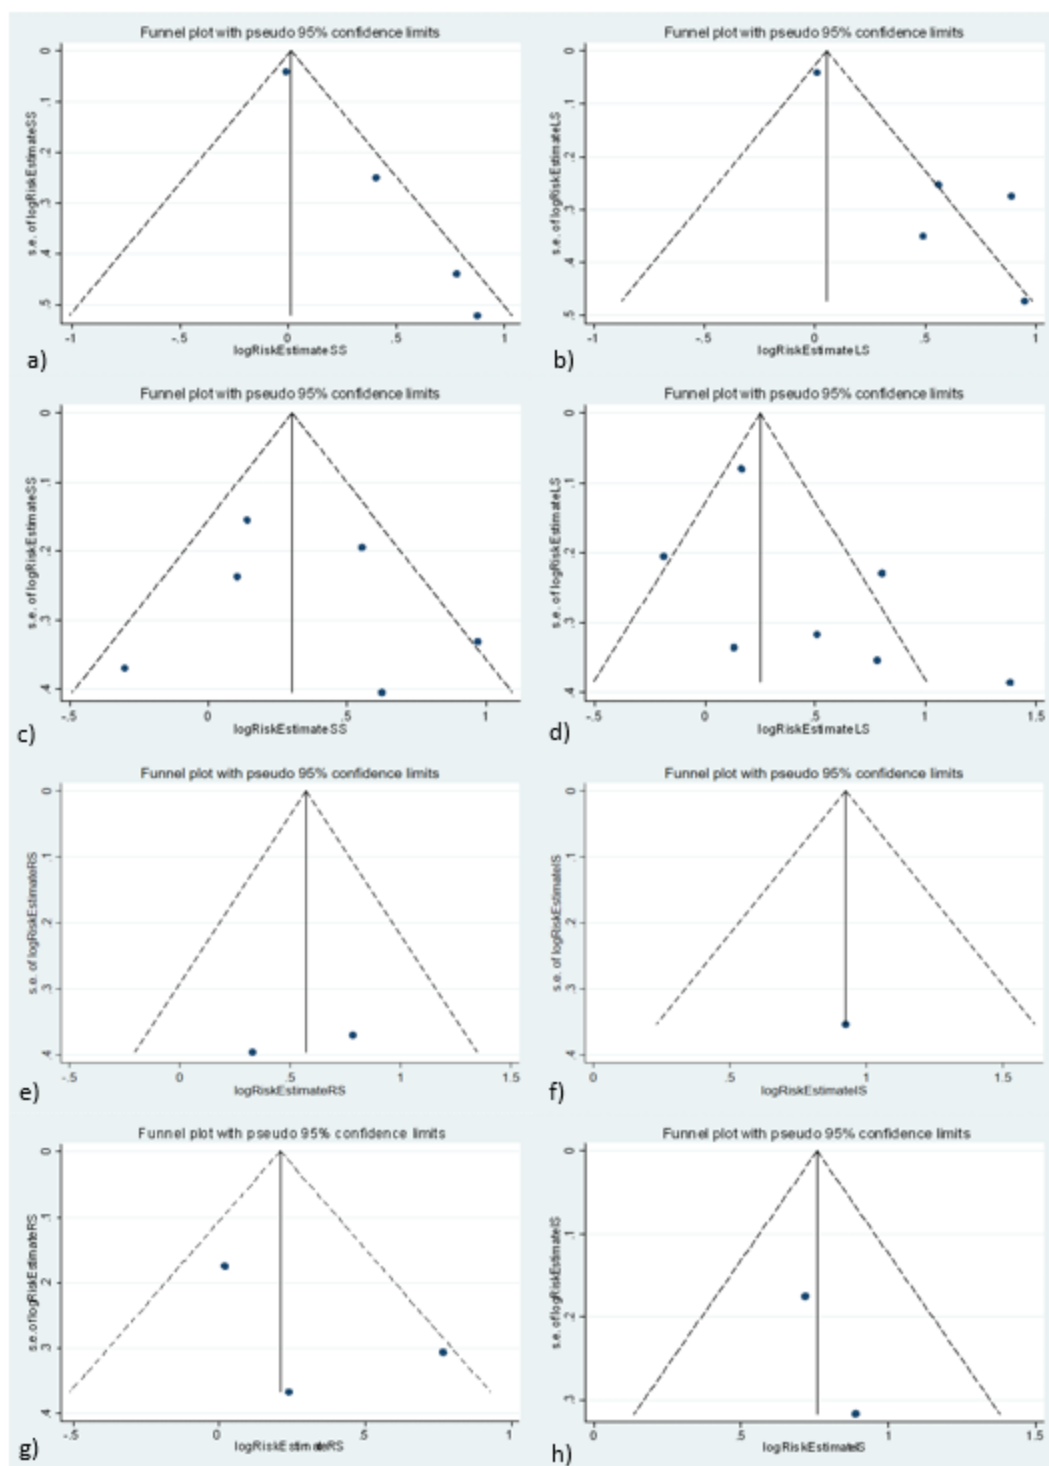 Funnel plot with pseudo 95% confidence limits
s.e. of logRiskEstimateSS
0
.1
.2
.3
.4
.5
-1
-.5
0
.5
1
logRiskEstimateSS
a)
Funnel plot with pseudo 95% confidence limits
s.e. of logRiskEstimateLS
0
.1
.2
.3
.4
.5
-1
-.5
0
.5
1
logRiskEstimateLS
b)
Funnel plot with pseudo 95% confidence limits
s.e. of logRiskEstimateSS
0
.1
.2
.3
.4
-.5
0
.5
1
logRiskEstimateSS
c)
Funnel plot with pseudo 95% confidence limits
s.e. of logRiskEstimateLS
0
.1
.2
.3
.4
-.5
0
.5
1
1.5
logRiskEstimateLS
d)
Funnel plot with pseudo 95% confidence limits
s.e. of logRiskEstimateRS
0
.1
.2
.3
.4
-.5
0
.5
1
1.5
logRiskEstimateRS
e)
Funnel plot with pseudo 95% confidence limits
s.e. of logRiskEstimateIS
0
.1
.2
.3
.4
0
.5
1
1.5
logRiskEstimateIS
f)
Funnel plot with pseudo 95% confidence limits
s.e. of logRiskEstimateRS
0
.1
.2
.3
.4
-.5
0
.5
1
logRiskEstimateRS
g)
Funnel plot with pseudo 95% confidence limits
s.e. of logRiskEstimateIS
0
.1
.2
.3
0
.5
1
1.5
logRiskEstimateIS
h)